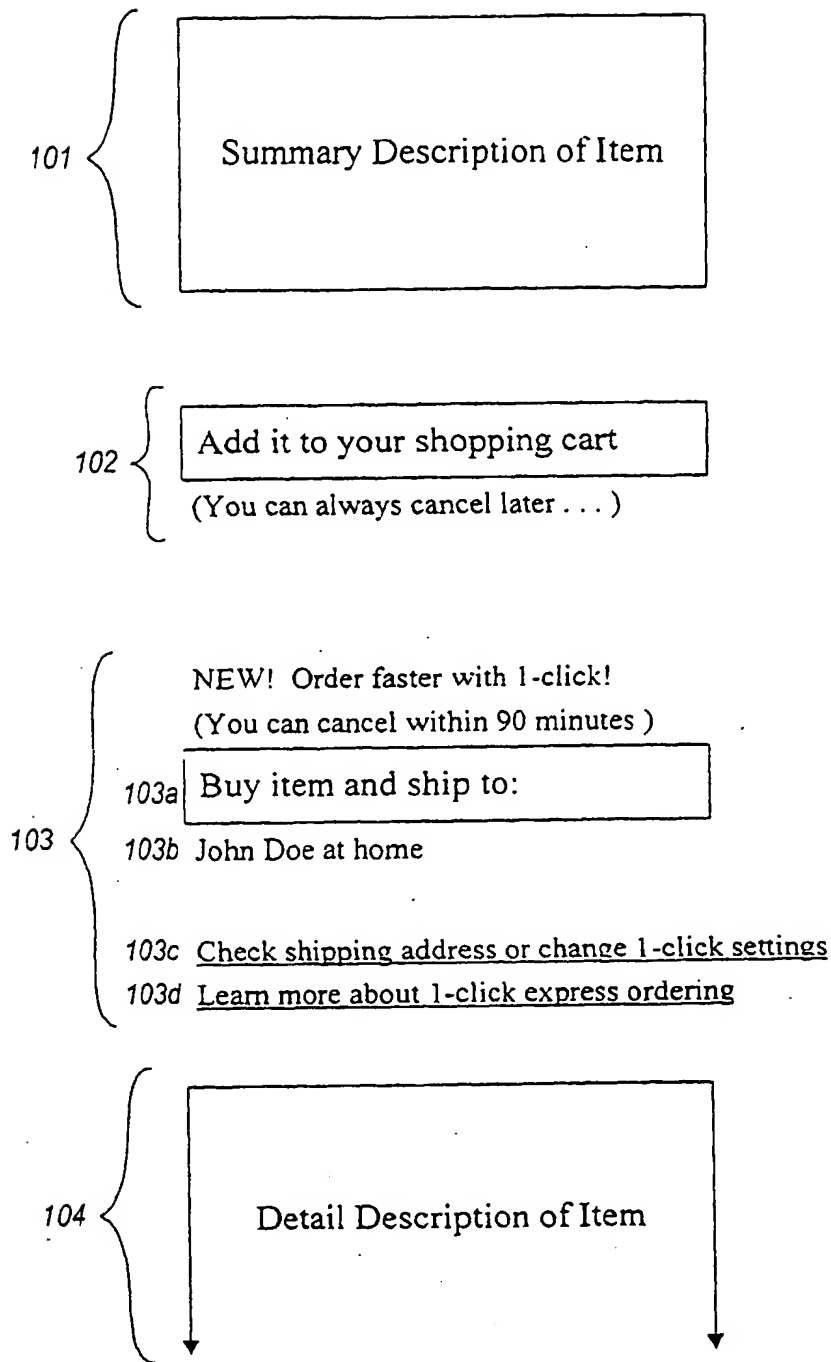 101
Summary Description of Item
102
Add it to your shopping cart
(You can always cancel later . . . )
103
NEW! Order faster with 1-click!
(You can cancel within 90 minutes )
103a Buy item and ship to:
103b John Doe at home
103c Check shipping address or change 1-click settings
103d Learn more about 1-click express ordering
104
Detail Description of Item